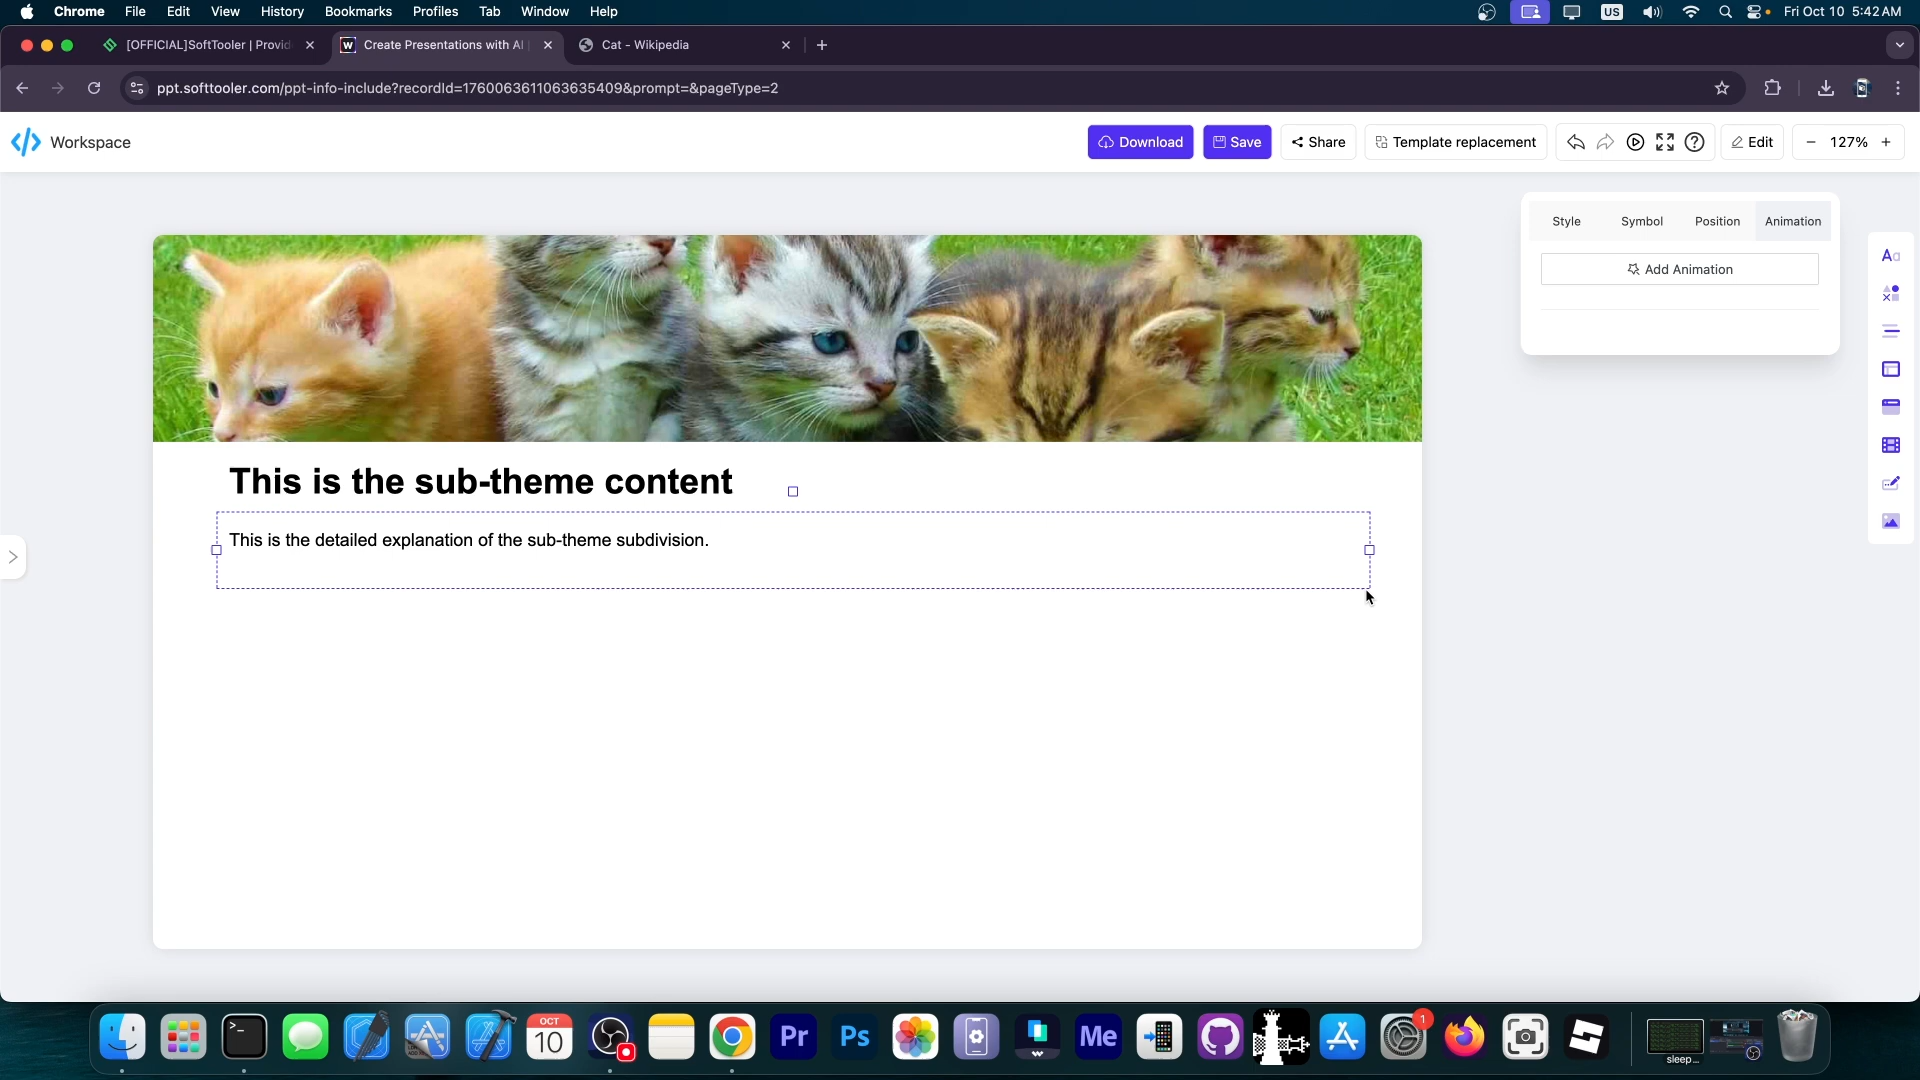 Chrome File Edit View History Bookmarks Profiles Tab Window Help US Fri Oct 10 5:42 AM
[OFFICIAL]SoftTooler | Provid
W Create Presentations with AI
Cat - Wikipedia
ppt.softtooler.com/ppt-info-include?recordId=1760063611063635409&prompt=&pageType=2
Workspace
Download
Save
Share
Template replacement
Edit
127%
Style Symbol Position Animation
Add Animation
Aa
This is the sub-theme content
This is the detailed explanation of the sub-theme subdivision.
OCT
10
Pr
Ps
Me
1
sleep...